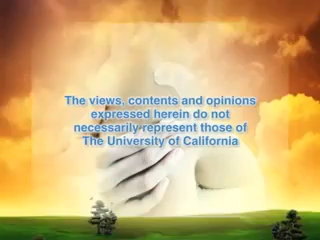 The views, contents and opinions
expressed herein do not
necessarily represent those of
The University of California